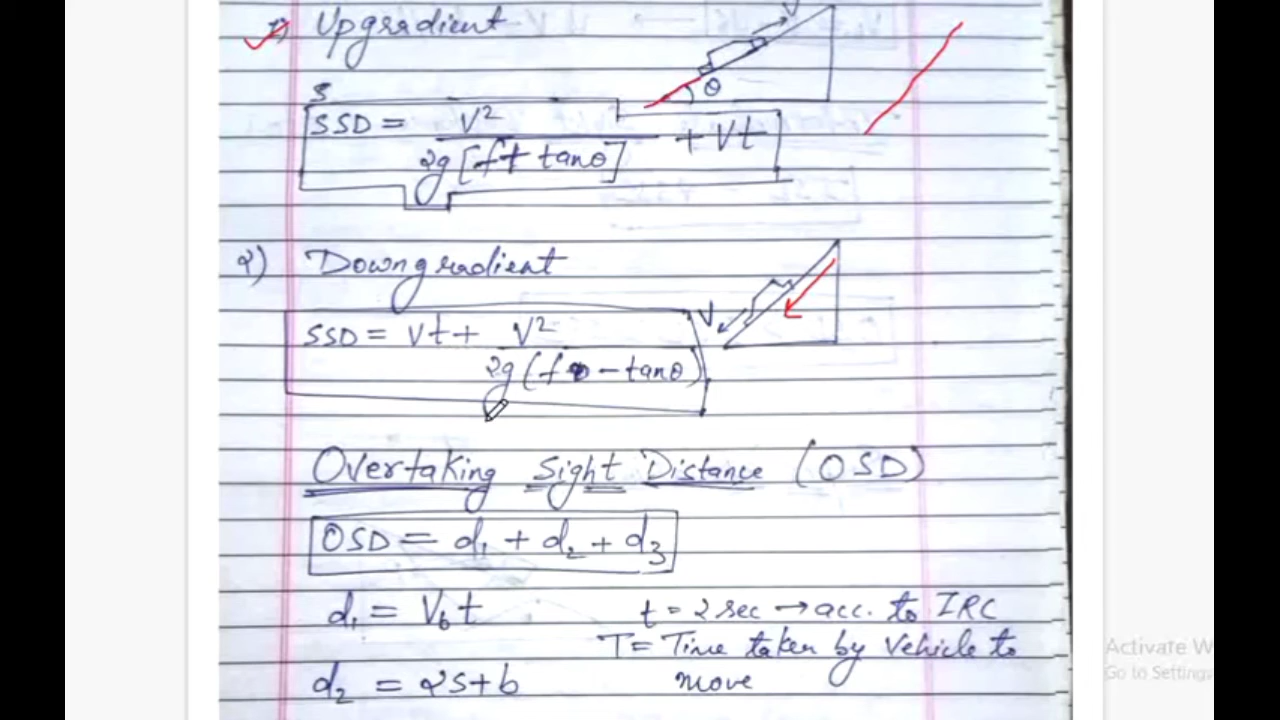 1) Upgradient
V
θ
S
SSD = V² / 2g [f + tanθ] + Vt
2) Downgradient
V
SSD = Vt + V² / 2g (f - tanθ)
Overtaking Sight Distance (OSD)
OSD = d₁ + d₂ + d₃
d₁ = V_b t t = 2 sec → acc. to IRC
T = Time taken by Vehicle to
d₂ = 2S + b move
Activate W
Go to Settings